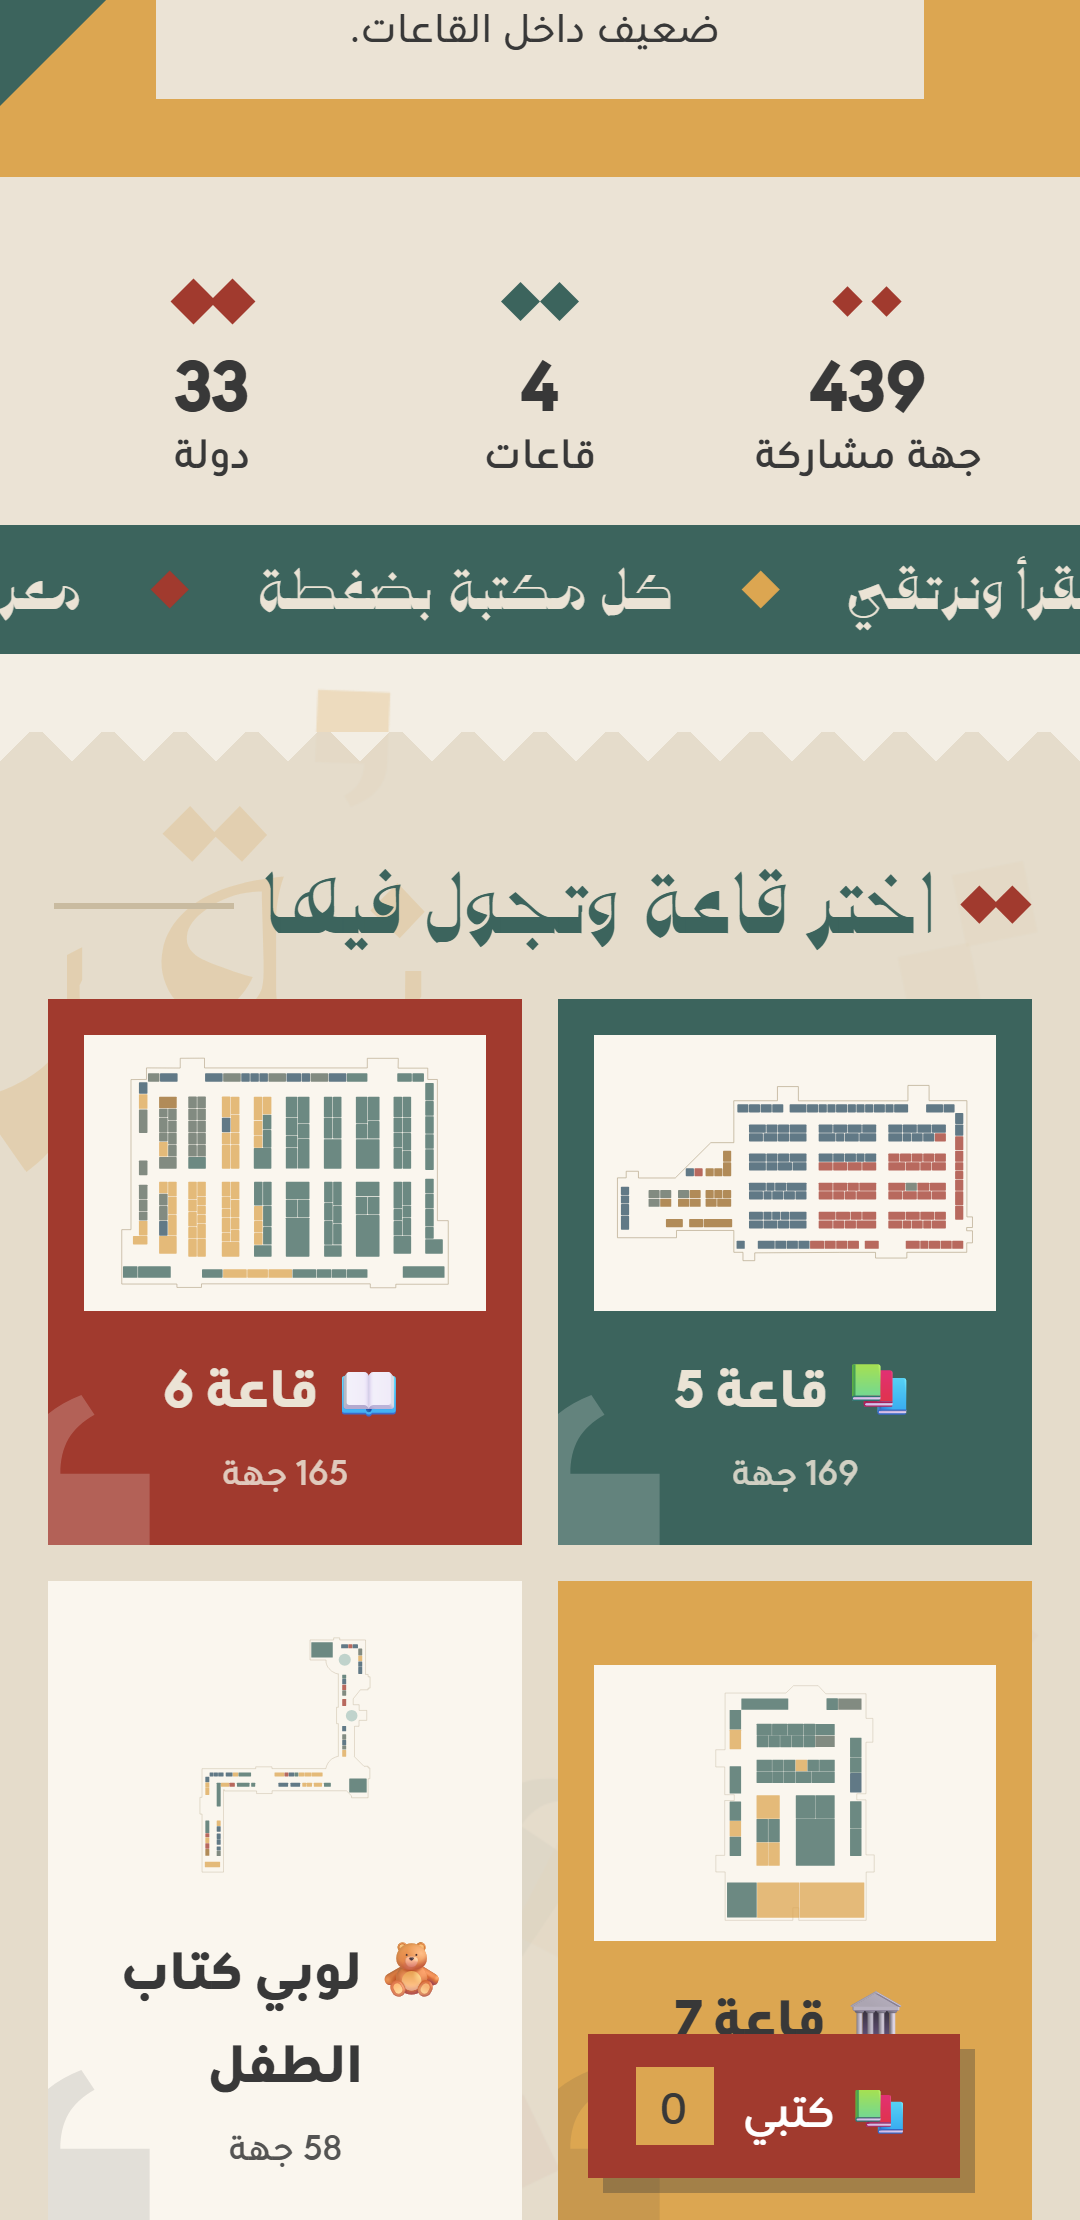 ضعيف داخل القاعات.
439
جهة مشاركة
4
قاعات
33
دولة
نقرأ ونرتقي
كل مكتبة بضغطة
اختر قاعة وتجول فيها
قاعة 5
169 جهة
قاعة 6
165 جهة
قاعة 7
لوبي كتاب
الطفل
58 جهة
كتبي
0